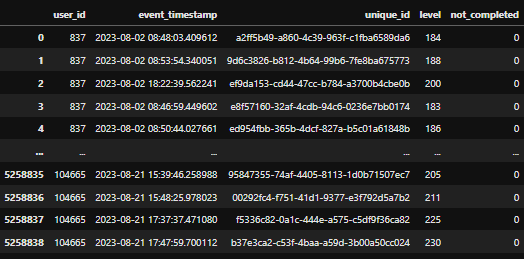 user_id event_timestamp unique_id level not_completed
0 837 2023-08-02 08:48:03.409612 a2ff5b49-a860-4c39-963f-c1fba6589da6 184 0
1 837 2023-08-02 08:53:54.340051 9d6c3826-b812-4b64-99b6-7fe8ba675773 188 0
2 837 2023-08-02 18:22:39.562241 ef9da153-cd44-47cc-b784-a3700b4cbe0b 200 0
3 837 2023-08-02 08:46:59.449602 e8f57160-32af-4cdb-94c6-0236e7bb0174 183 0
4 837 2023-08-02 08:50:44.027661 ed954fbb-365b-4dcf-827a-b5c01a61848b 186 0
... ... ... ... ... ...
5258835 104665 2023-08-21 15:39:46.258988 95847355-74af-4405-8113-1d0b71507ec7 205 0
5258836 104665 2023-08-21 15:48:25.978023 00292fc4-f751-41d1-9377-e3f792d5a7b2 211 0
5258837 104665 2023-08-21 17:37:37.471080 f5336c82-0a1c-444e-a575-c5df9f36ca82 225 0
5258838 104665 2023-08-21 17:47:59.700112 b37e3ca2-c53f-4baa-a59d-3b00a50cc024 230 0